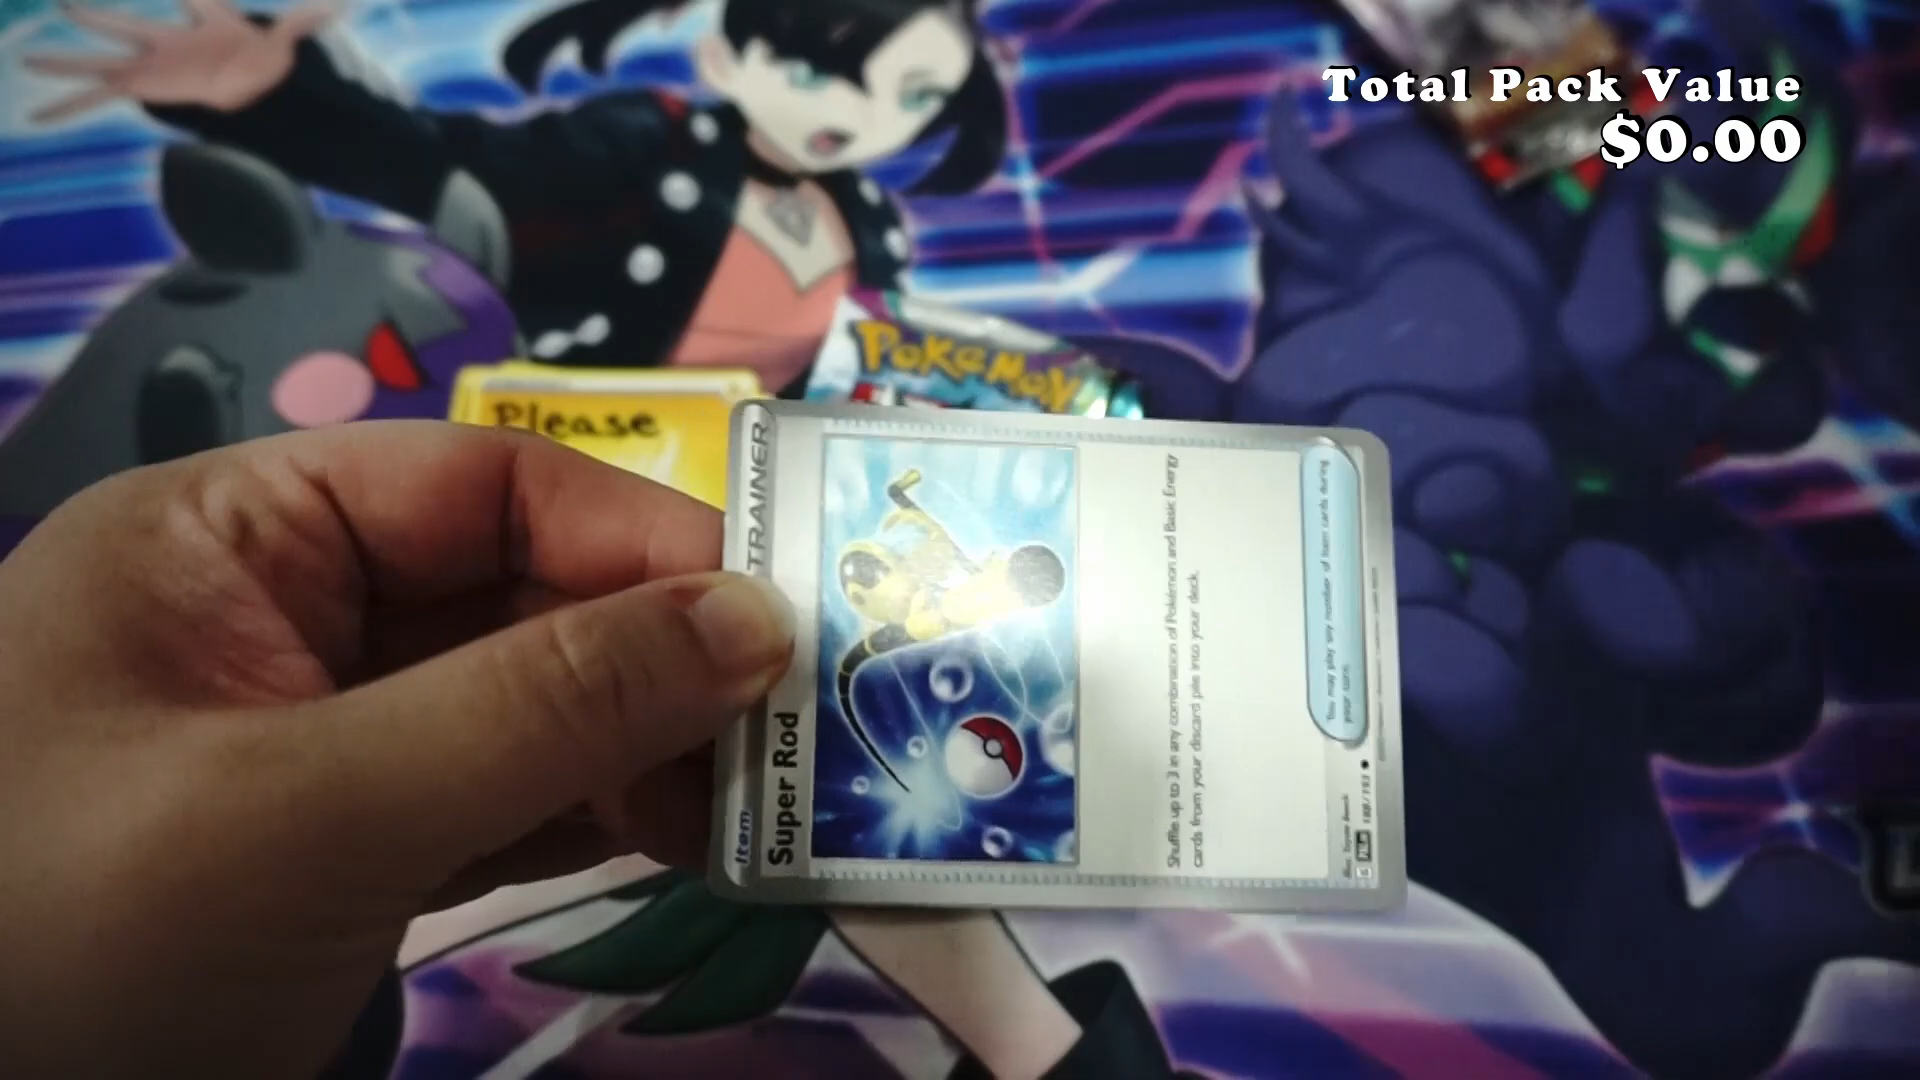 Total Pack Value
$0.00
Please
POKéMON
TRAINER
Item
Super Rod
Shuffle up to 3 in any combination of Pokémon and Basic Energy
cards from your discard pile into your deck.
You may play any number of Item cards during
your turn.
188/193